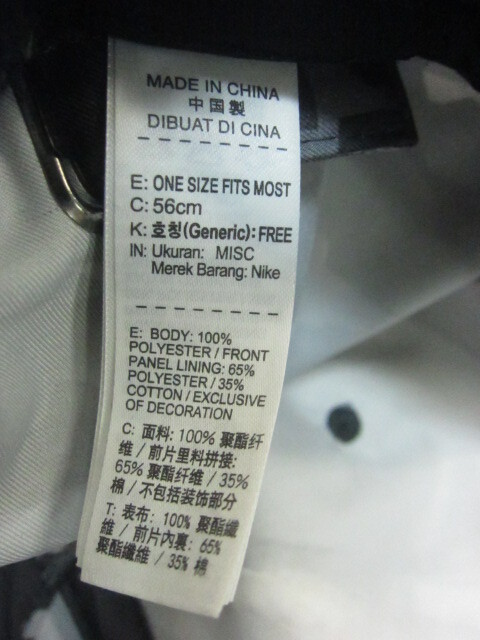 MADE IN CHINA
中国製
DIBUAT DI CINA
E: ONE SIZE FITS MOST
C: 56cm
K: 호칭(Generic): FREE
IN: Ukuran: MISC
Merek Barang: Nike
E: BODY: 100%
POLYESTER / FRONT
PANEL LINING: 65%
POLYESTER / 35%
COTTON / EXCLUSIVE
OF DECORATION
C: 面料: 100% 聚酯纤
维 / 前片里料拼接:
65% 聚酯纤维 / 35%
棉 / 不包括装饰部分
T: 表布: 100% 聚酯纖
維 / 前片內裏: 65%
聚酯纖維 / 35% 棉